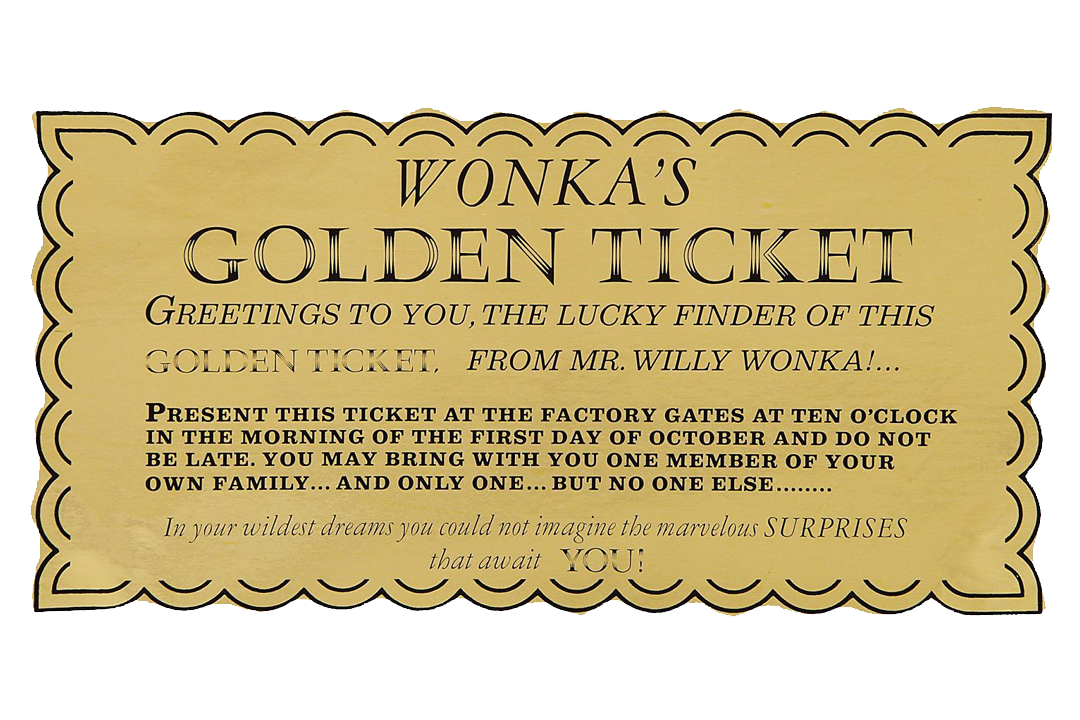 WONKA'S
GOLDEN TICKET
GREETINGS TO YOU, THE LUCKY FINDER OF THIS
GOLDEN TICKET, FROM MR. WILLY WONKA!...
PRESENT THIS TICKET AT THE FACTORY GATES AT TEN O'CLOCK
IN THE MORNING OF THE FIRST DAY OF OCTOBER AND DO NOT
BE LATE. YOU MAY BRING WITH YOU ONE MEMBER OF YOUR
OWN FAMILY... AND ONLY ONE... BUT NO ONE ELSE........
In your wildest dreams you could not imagine the marvelous SURPRISES
that await YOU!